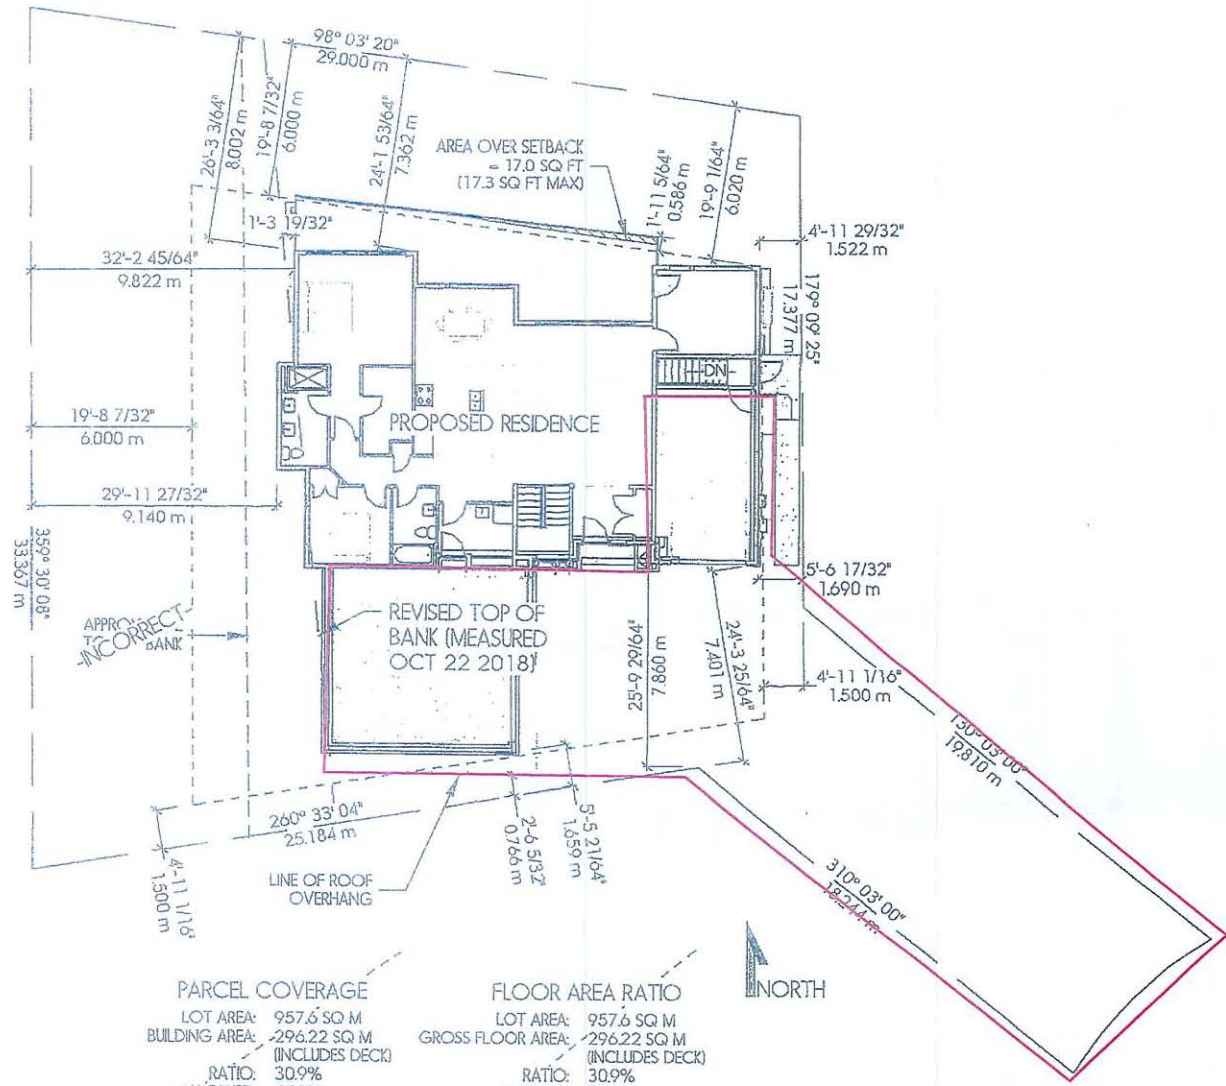 98° 03' 20"
29.000 m
26'-3 3/64"
8.002 m
19'-8 7/32"
6.000 m
24'-1 53/64"
7.362 m
AREA OVER SETBACK
= 17.0 SQ FT
(17.3 SQ FT MAX)
1'-11 5/64"
0.586 m
19'-9 1/64"
6.020 m
4'-11 29/32"
1.522 m
1'-3 19/32"
32'-2 45/64"
9.822 m
179° 09' 25"
17.377 m
DN
19'-8 7/32"
6.000 m
PROPOSED RESIDENCE
29'-11 27/32"
9.140 m
359° 30' 08"
33.367 m
5'-6 17/32"
1.690 m
INCORRECT
BANK
REVISED TOP OF
BANK (MEASURED
OCT 22 2018)
25'-9 29/64"
7.860 m
24'-3 25/64"
7.401 m
4'-11 1/16"
1.500 m
130° 03' 00"
19.810 m
260° 33' 04"
25.184 m
4'-11 1/16"
1.500 m
2'-6 5/32"
0.766 m
5'-5 21/64"
1.659 m
LINE OF ROOF
OVERHANG
310° 03' 00"
18.244 m
NORTH
PARCEL COVERAGE
LOT AREA: 957.6 SQ M
BUILDING AREA: 296.22 SQ M
(INCLUDES DECK)
RATIO: 30.9%
FLOOR AREA RATIO
LOT AREA: 957.6 SQ M
GROSS FLOOR AREA: 296.22 SQ M
(INCLUDES DECK)
RATIO: 30.9%